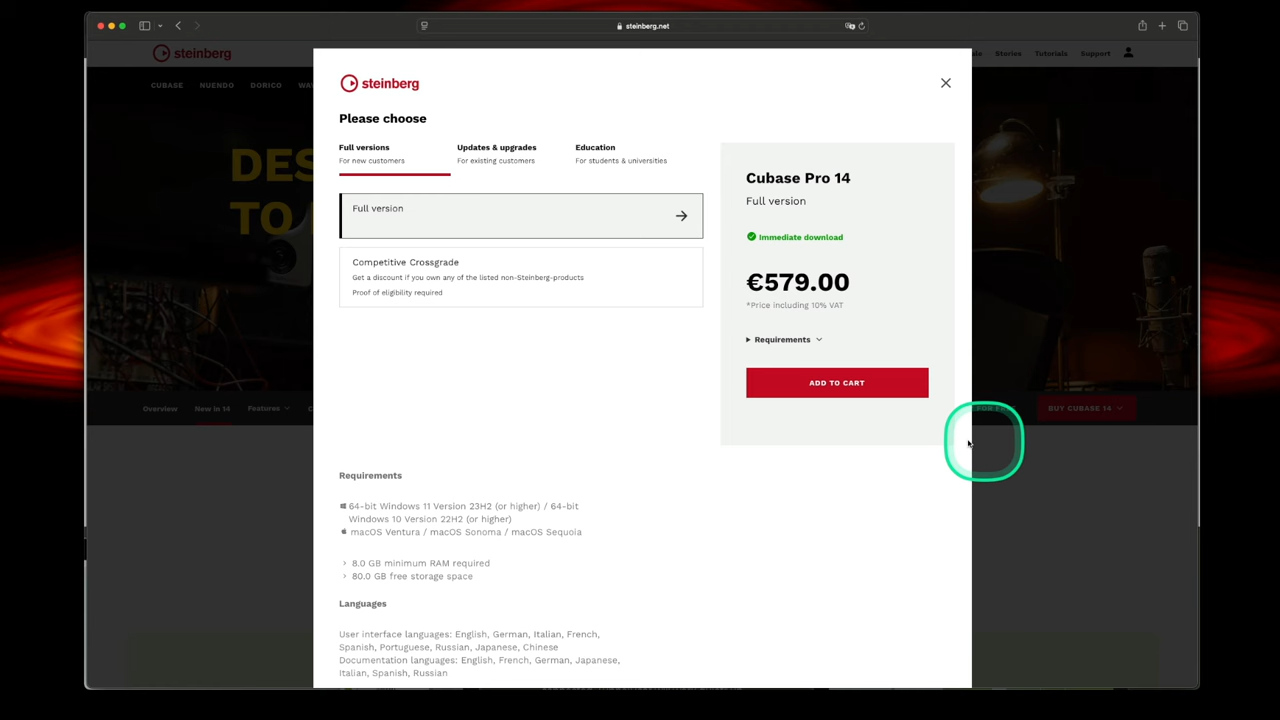 steinberg.net
steinberg
Stories
Tutorials
Support
CUBASE
NUENDO
DORICO
DES
TO
steinberg
Please choose
Full versions
For new customers
Updates & upgrades
For existing customers
Education
For students & universities
Full version
Competitive Crossgrade
Get a discount if you own any of the listed non-Steinberg-products
Proof of eligibility required
Cubase Pro 14
Full version
Immediate download
€579.00
*Price including 10% VAT
Requirements
ADD TO CART
Overview
New in 14
Features
BUY CUBASE 14
Requirements
64-bit Windows 11 Version 23H2 (or higher) / 64-bit
Windows 10 Version 22H2 (or higher)
macOS Ventura / macOS Sonoma / macOS Sequoia
8.0 GB minimum RAM required
80.0 GB free storage space
Languages
User interface languages: English, German, Italian, French,
Spanish, Portuguese, Russian, Japanese, Chinese
Documentation languages: English, French, German, Japanese,
Italian, Spanish, Russian